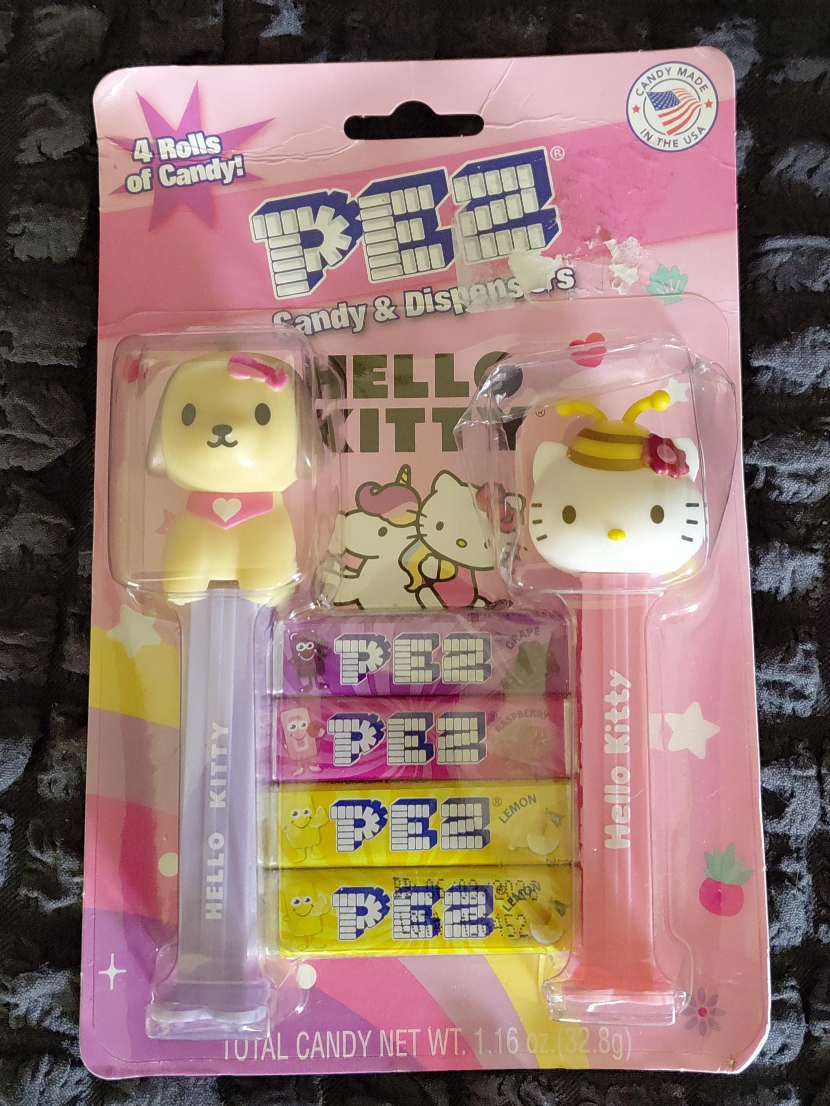 4 Rolls
of Candy!
CANDY MADE
IN THE USA
PEZ®
Candy & Dispensers
HELLO
KITTY®
PEZ GRAPE
PEZ® RASPBERRY
PEZ® LEMON
PEZ LEMON
452
HELLO KITTY
Hello Kitty
TOTAL CANDY NET WT. 1.16 oz.(32.8g)